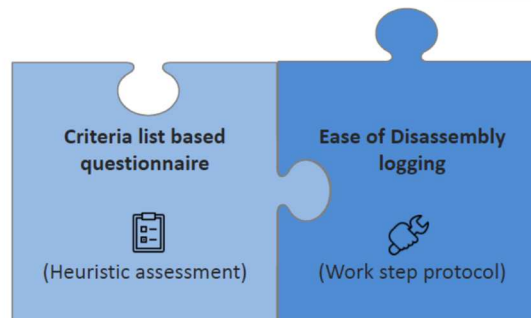 Criteria list based
questionnaire
(Heuristic assessment)
Ease of Disassembly
logging
(Work step protocol)